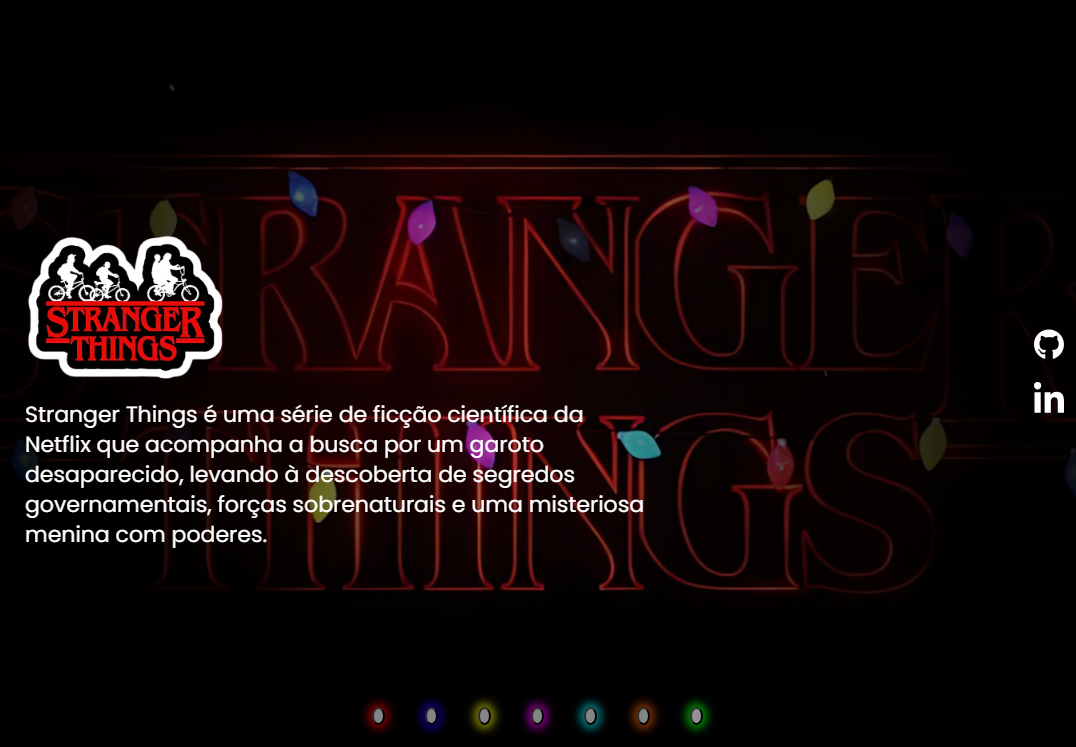 STRANGER
THINGS
STRANGER
THINGS
Stranger Things é uma série de ficção científica da
Netflix que acompanha a busca por um garoto
desaparecido, levando à descoberta de segredos
governamentais, forças sobrenaturais e uma misteriosa
menina com poderes.
in